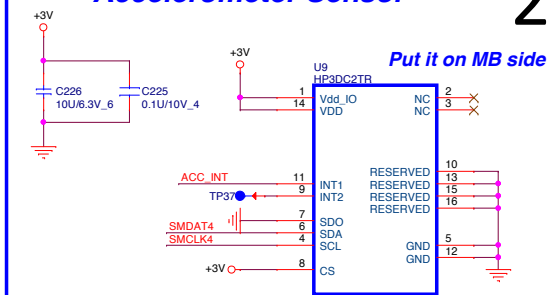 Accelerometer Sensor
2
+3V
C226
10U/6.3V_6
C225
0.1U/10V_4
+3V
Put it on MB side
U9
HP3DC2TR
1
14
Vdd_IO
VDD
NC
NC
2
3
ACC_INT
TP37
11
9
INT1
INT2
RESERVED
RESERVED
RESERVED
RESERVED
10
13
15
16
SMDAT4
SMCLK4
7
6
4
SDO
SDA
SCL
GND
GND
5
12
+3V
8
CS